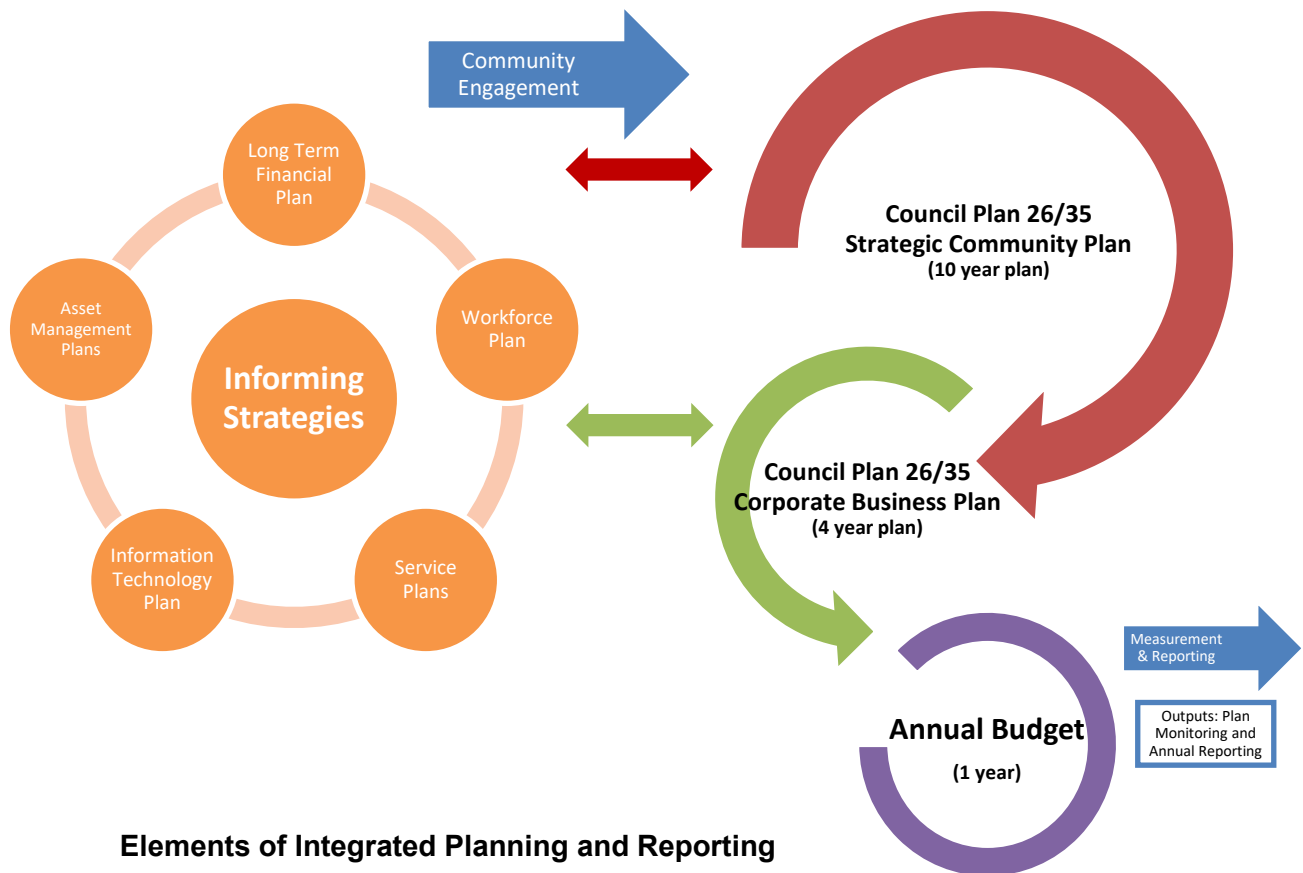 Community
Engagement
Long Term
Financial
Plan
Asset
Management
Plans
Workforce
Plan
Informing
Strategies
Information
Technology
Plan
Service
Plans
Council Plan 26/35
Strategic Community Plan
(10 year plan)
Council Plan 26/35
Corporate Business Plan
(4 year plan)
Annual Budget
(1 year)
Measurement
& Reporting
Outputs: Plan
Monitoring and
Annual Reporting
Elements of Integrated Planning and Reporting